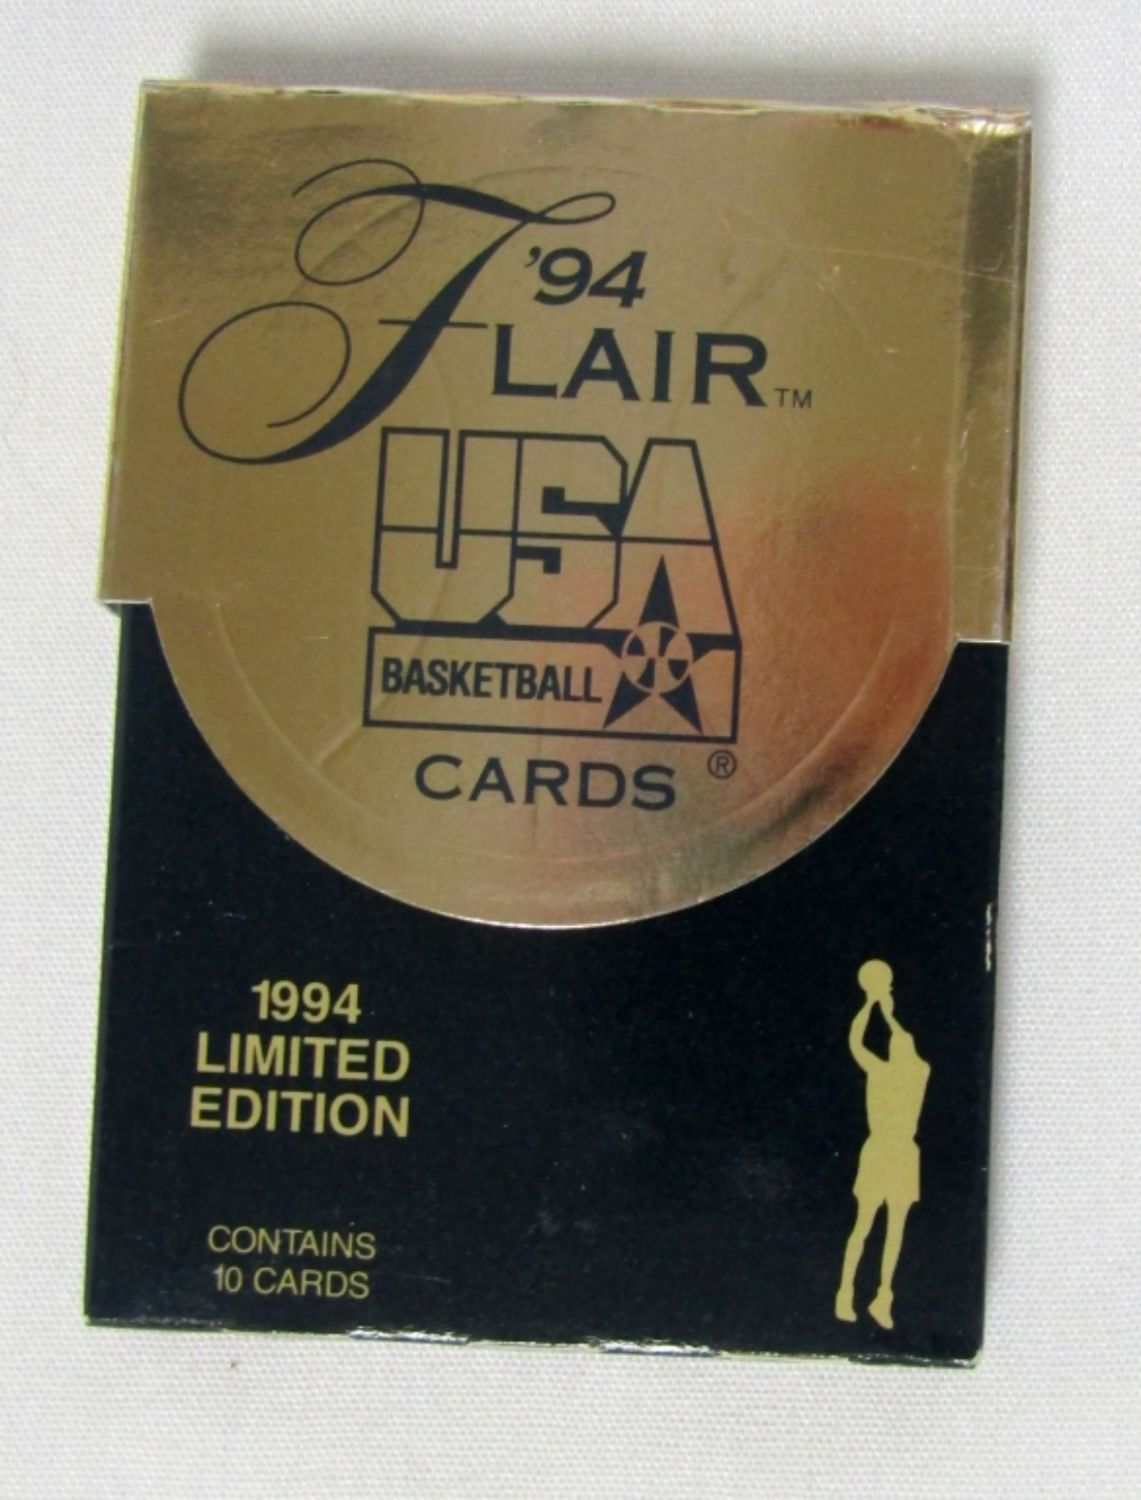 '94
FLAIR™
USA
BASKETBALL
CARDS ®
1994
LIMITED
EDITION
CONTAINS
10 CARDS